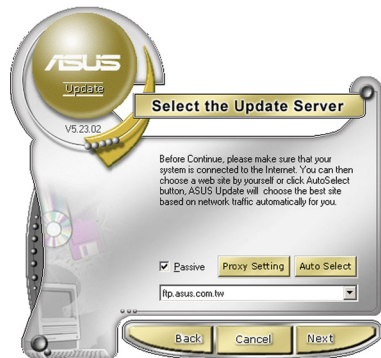 ASUS
Update
V5.23.02
Select the Update Server
Before Continue, please make sure that your
system is connected to the Internet. You can then
choose a web site by yourself or click AutoSelect
button, ASUS Update will choose the best site
based on network traffic automatically for you.
Passive
Proxy Setting
Auto Select
ftp.asus.com.tw
Back
Cancel
Next